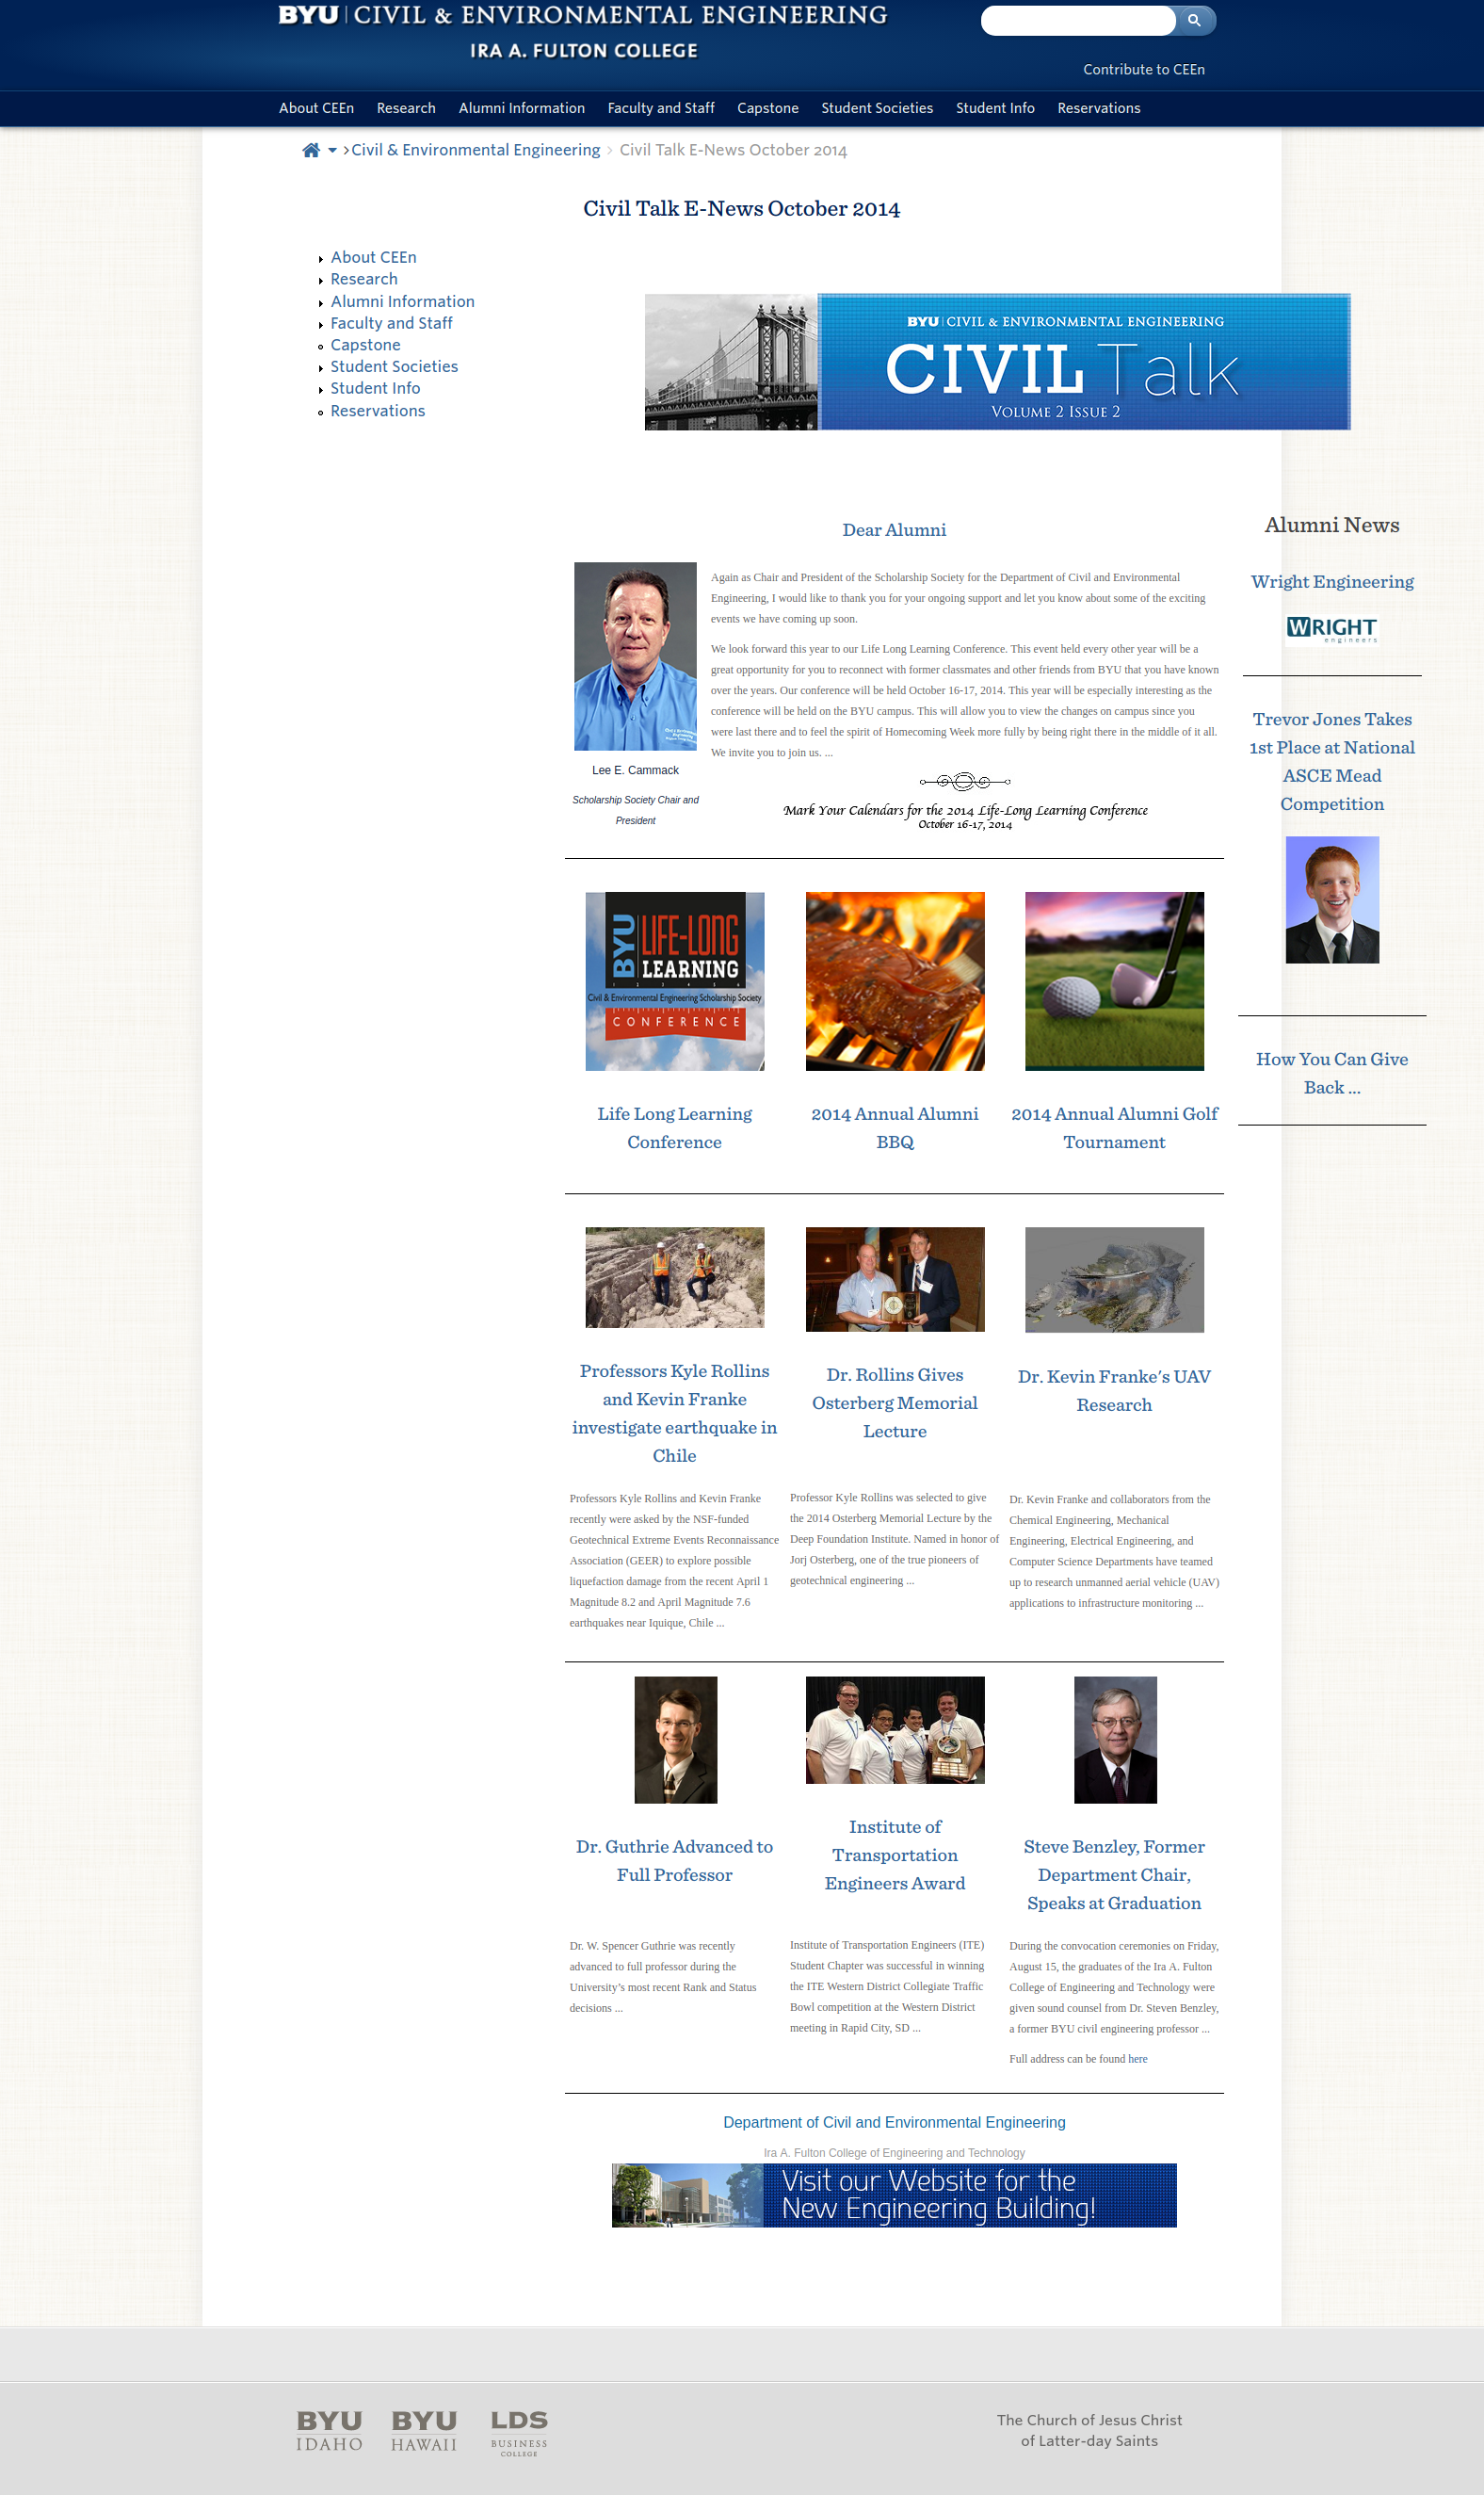 BYU | CIVIL & ENVIRONMENTAL ENGINEERING
IRA A. FULTON COLLEGE
Contribute to CEEn
About CEEn Research Alumni Information Faculty and Staff Capstone Student Societies Student Info Reservations
Civil & Environmental Engineering Civil Talk E-News October 2014
Civil Talk E-News October 2014
About CEEn
Research
Alumni Information
Faculty and Staff
Capstone
Student Societies
Student Info
Reservations
BYU | CIVIL & ENVIRONMENTAL ENGINEERING
CIVIL Talk
VOLUME 2 ISSUE 2
Dear Alumni
Again as Chair and President of the Scholarship Society for the Department of Civil and Environmental
Engineering, I would like to thank you for your ongoing support and let you know about some of the exciting
events we have coming up soon.
We look forward this year to our Life Long Learning Conference. This event held every other year will be a
great opportunity for you to reconnect with former classmates and other friends from BYU that you have known
over the years. Our conference will be held October 16-17, 2014. This year will be especially interesting as the
conference will be held on the BYU campus. This will allow you to view the changes on campus since you
were last there and to feel the spirit of Homecoming Week more fully by being right there in the middle of it all.
We invite you to join us. ...
Lee E. Cammack
Scholarship Society Chair and
President
Mark Your Calendars for the 2014 Life-Long Learning Conference
October 16-17, 2014
Alumni News
Wright Engineering
WRIGHT
engineers
Trevor Jones Takes
1st Place at National
ASCE Mead
Competition
How You Can Give
Back ...
BYU LIFE-LONG
LEARNING
1 2 3 4 5 6
Civil & Environmental Engineering Scholarship Society
CONFERENCE
Life Long Learning
Conference
2014 Annual Alumni
BBQ
2014 Annual Alumni Golf
Tournament
Professors Kyle Rollins
and Kevin Franke
investigate earthquake in
Chile
Professors Kyle Rollins and Kevin Franke
recently were asked by the NSF-funded
Geotechnical Extreme Events Reconnaissance
Association (GEER) to explore possible
liquefaction damage from the recent April 1
Magnitude 8.2 and April Magnitude 7.6
earthquakes near Iquique, Chile ...
Dr. Rollins Gives
Osterberg Memorial
Lecture
Professor Kyle Rollins was selected to give
the 2014 Osterberg Memorial Lecture by the
Deep Foundation Institute. Named in honor of
Jorj Osterberg, one of the true pioneers of
geotechnical engineering ...
Dr. Kevin Franke's UAV
Research
Dr. Kevin Franke and collaborators from the
Chemical Engineering, Mechanical
Engineering, Electrical Engineering, and
Computer Science Departments have teamed
up to research unmanned aerial vehicle (UAV)
applications to infrastructure monitoring ...
Dr. Guthrie Advanced to
Full Professor
Dr. W. Spencer Guthrie was recently
advanced to full professor during the
University's most recent Rank and Status
decisions ...
Institute of
Transportation
Engineers Award
Institute of Transportation Engineers (ITE)
Student Chapter was successful in winning
the ITE Western District Collegiate Traffic
Bowl competition at the Western District
meeting in Rapid City, SD ...
Steve Benzley, Former
Department Chair,
Speaks at Graduation
During the convocation ceremonies on Friday,
August 15, the graduates of the Ira A. Fulton
College of Engineering and Technology were
given sound counsel from Dr. Steven Benzley,
a former BYU civil engineering professor ...
Full address can be found here
Department of Civil and Environmental Engineering
Ira A. Fulton College of Engineering and Technology
Visit our Website for the
New Engineering Building!
BYU IDAHO
BYU HAWAII
LDS BUSINESS COLLEGE
The Church of Jesus Christ
of Latter-day Saints